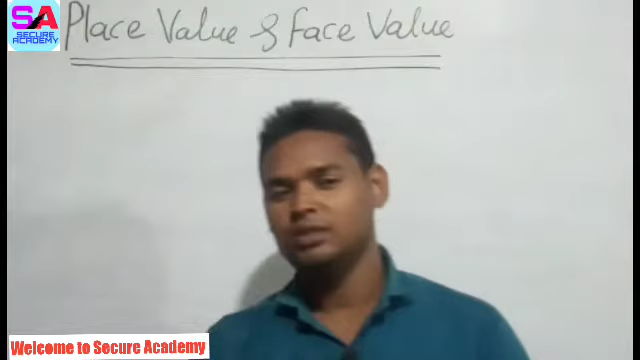 SA
SECURE
ACADEMY
Place Value & Face Value
Welcome to Secure Academy